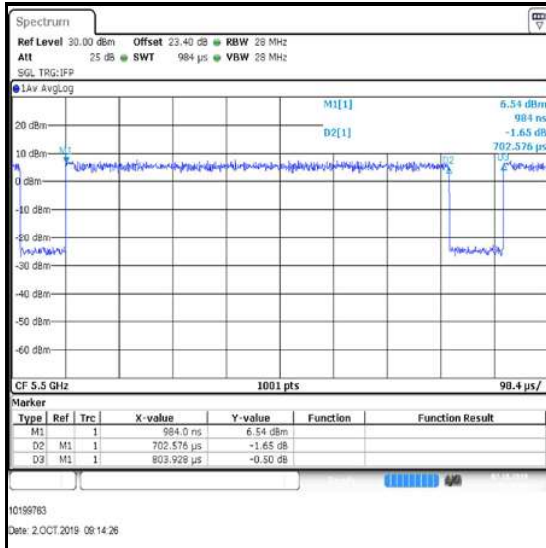 Spectrum
Ref Level 30.00 dBm Offset 23.40 dB RBW 28 MHz
Att 25 dB SWT 984 µs VBW 28 MHz
SGL TRG:IFP
1Av AvgLog
M1[1] 6.54 dBm
984 ns
20 dBm
D2[1] -1.65 dB
702.576 µs
10 dBm
M1
D2
D3
0 dBm
-10 dBm
-20 dBm
-30 dBm
-40 dBm
-50 dBm
-60 dBm
CF 5.5 GHz 1001 pts 98.4 µs/
Marker
Type Ref Trc X-value Y-value Function Function Result
M1 1 984.0 ns 6.54 dBm
D2 M1 1 702.576 µs -1.65 dB
D3 M1 1 803.928 µs -0.50 dB
10199763
Date: 2.OCT.2019 09:14:26